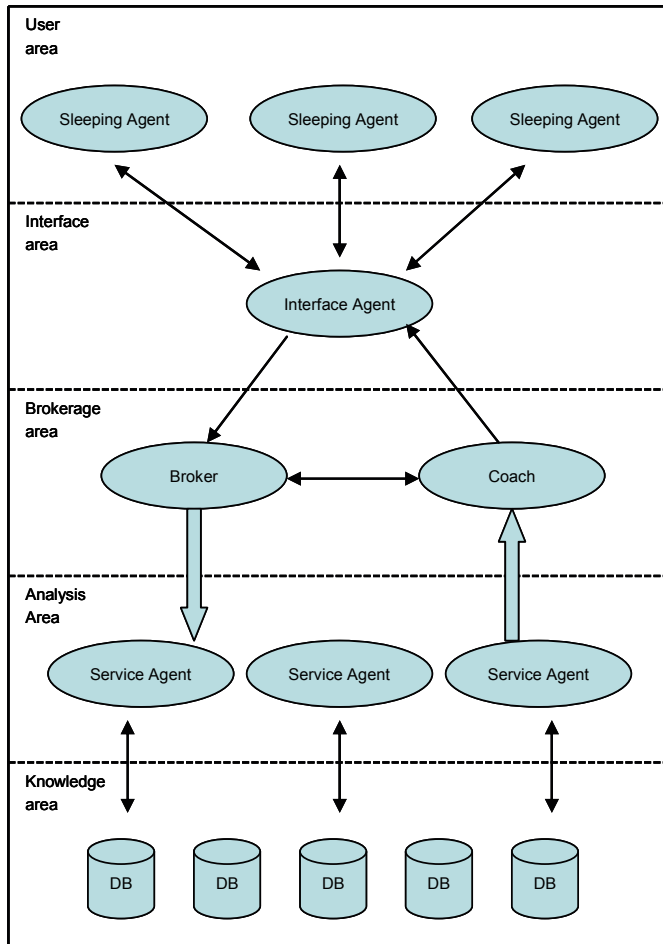 User
area
Sleeping Agent
Sleeping Agent
Sleeping Agent
Interface
area
Interface Agent
Brokerage
area
Broker
Coach
Analysis
Area
Service Agent
Service Agent
Service Agent
Knowledge
area
DB
DB
DB
DB
DB